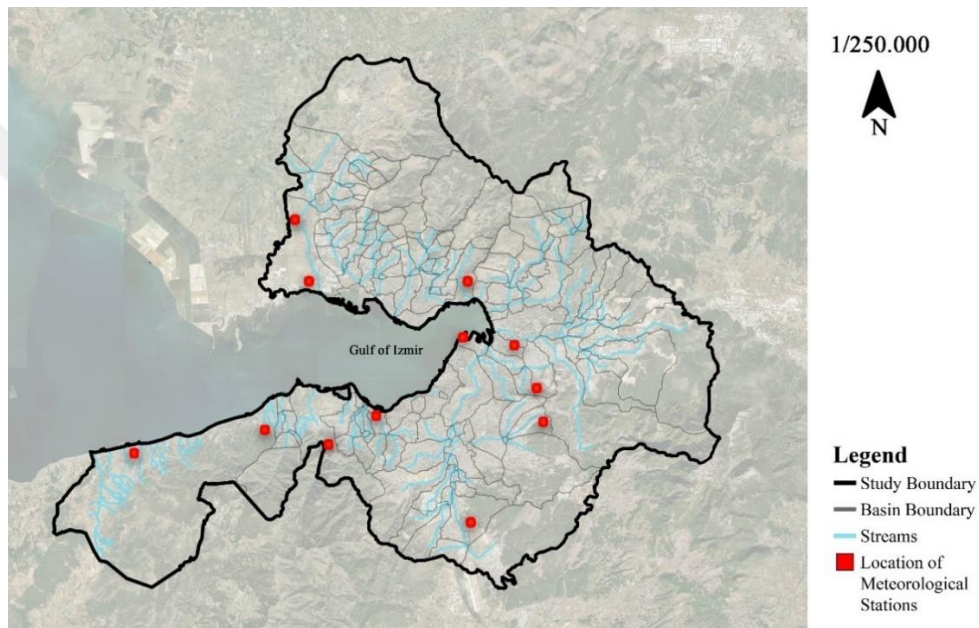 1/250.000
N
Gulf of Izmir
Legend
Study Boundary
Basin Boundary
Streams
Location of
Meteorological
Stations